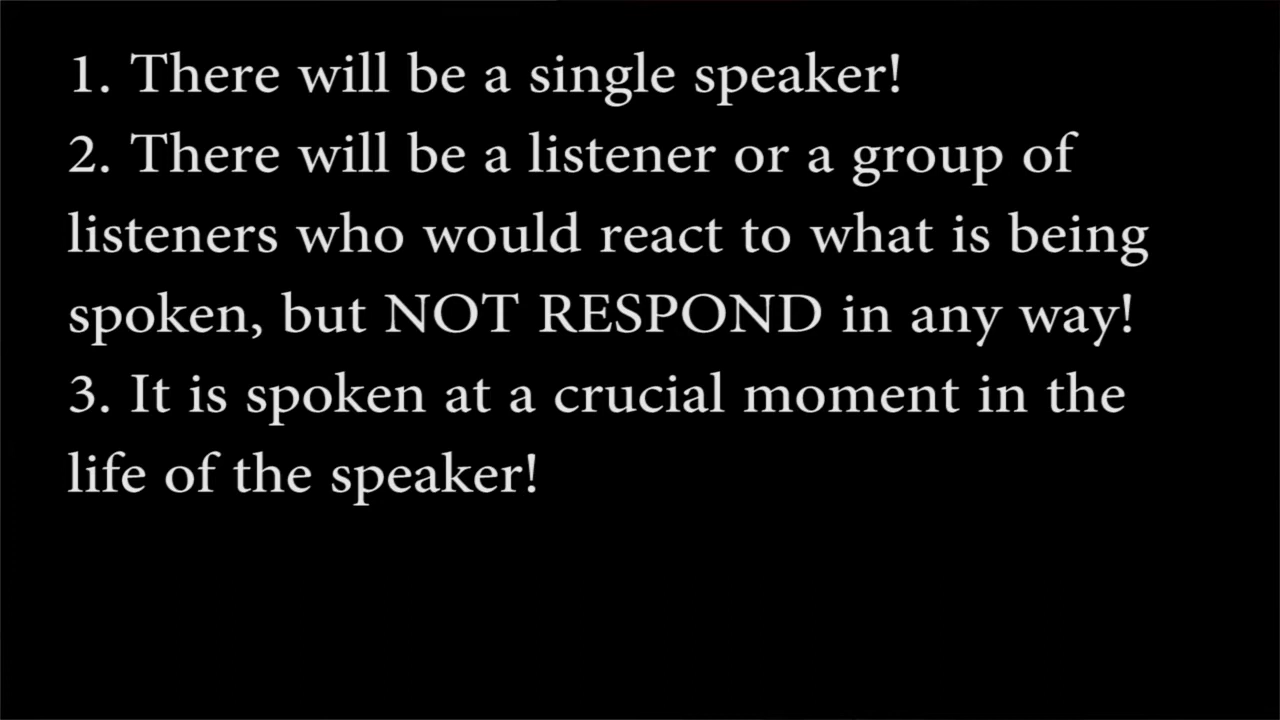 1. There will be a single speaker!
2. There will be a listener or a group of
listeners who would react to what is being
spoken, but NOT RESPOND in any way!
3. It is spoken at a crucial moment in the
life of the speaker!